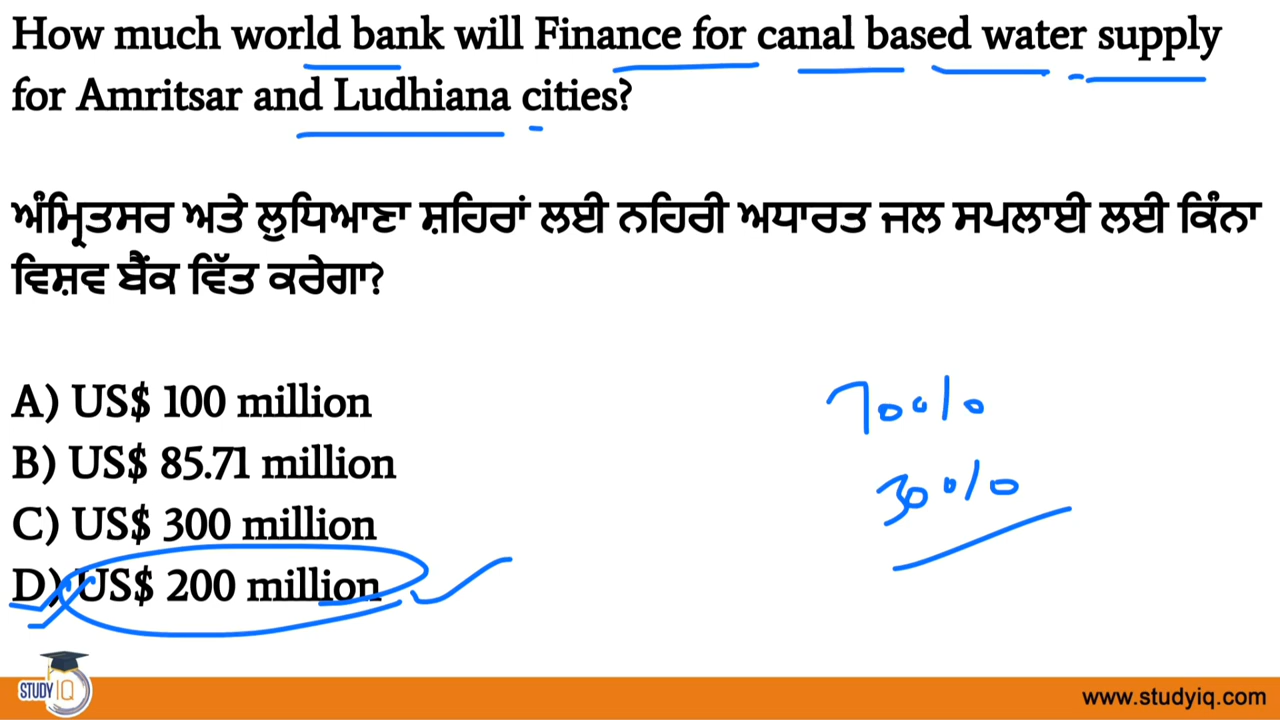 How much world bank will Finance for canal based water supply
for Amritsar and Ludhiana cities?
ਅੰਮ੍ਰਿਤਸਰ ਅਤੇ ਲੁਧਿਆਣਾ ਸ਼ਹਿਰਾਂ ਲਈ ਨਹਿਰੀ ਅਧਾਰਤ ਜਲ ਸਪਲਾਈ ਲਈ ਕਿੰਨਾ
ਵਿਸ਼ਵ ਬੈਂਕ ਵਿੱਤ ਕਰੇਗਾ?
A) US$ 100 million
70%
B) US$ 85.71 million
30%
C) US$ 300 million
D) US$ 200 million
STUDY IQ
www.studyiq.com